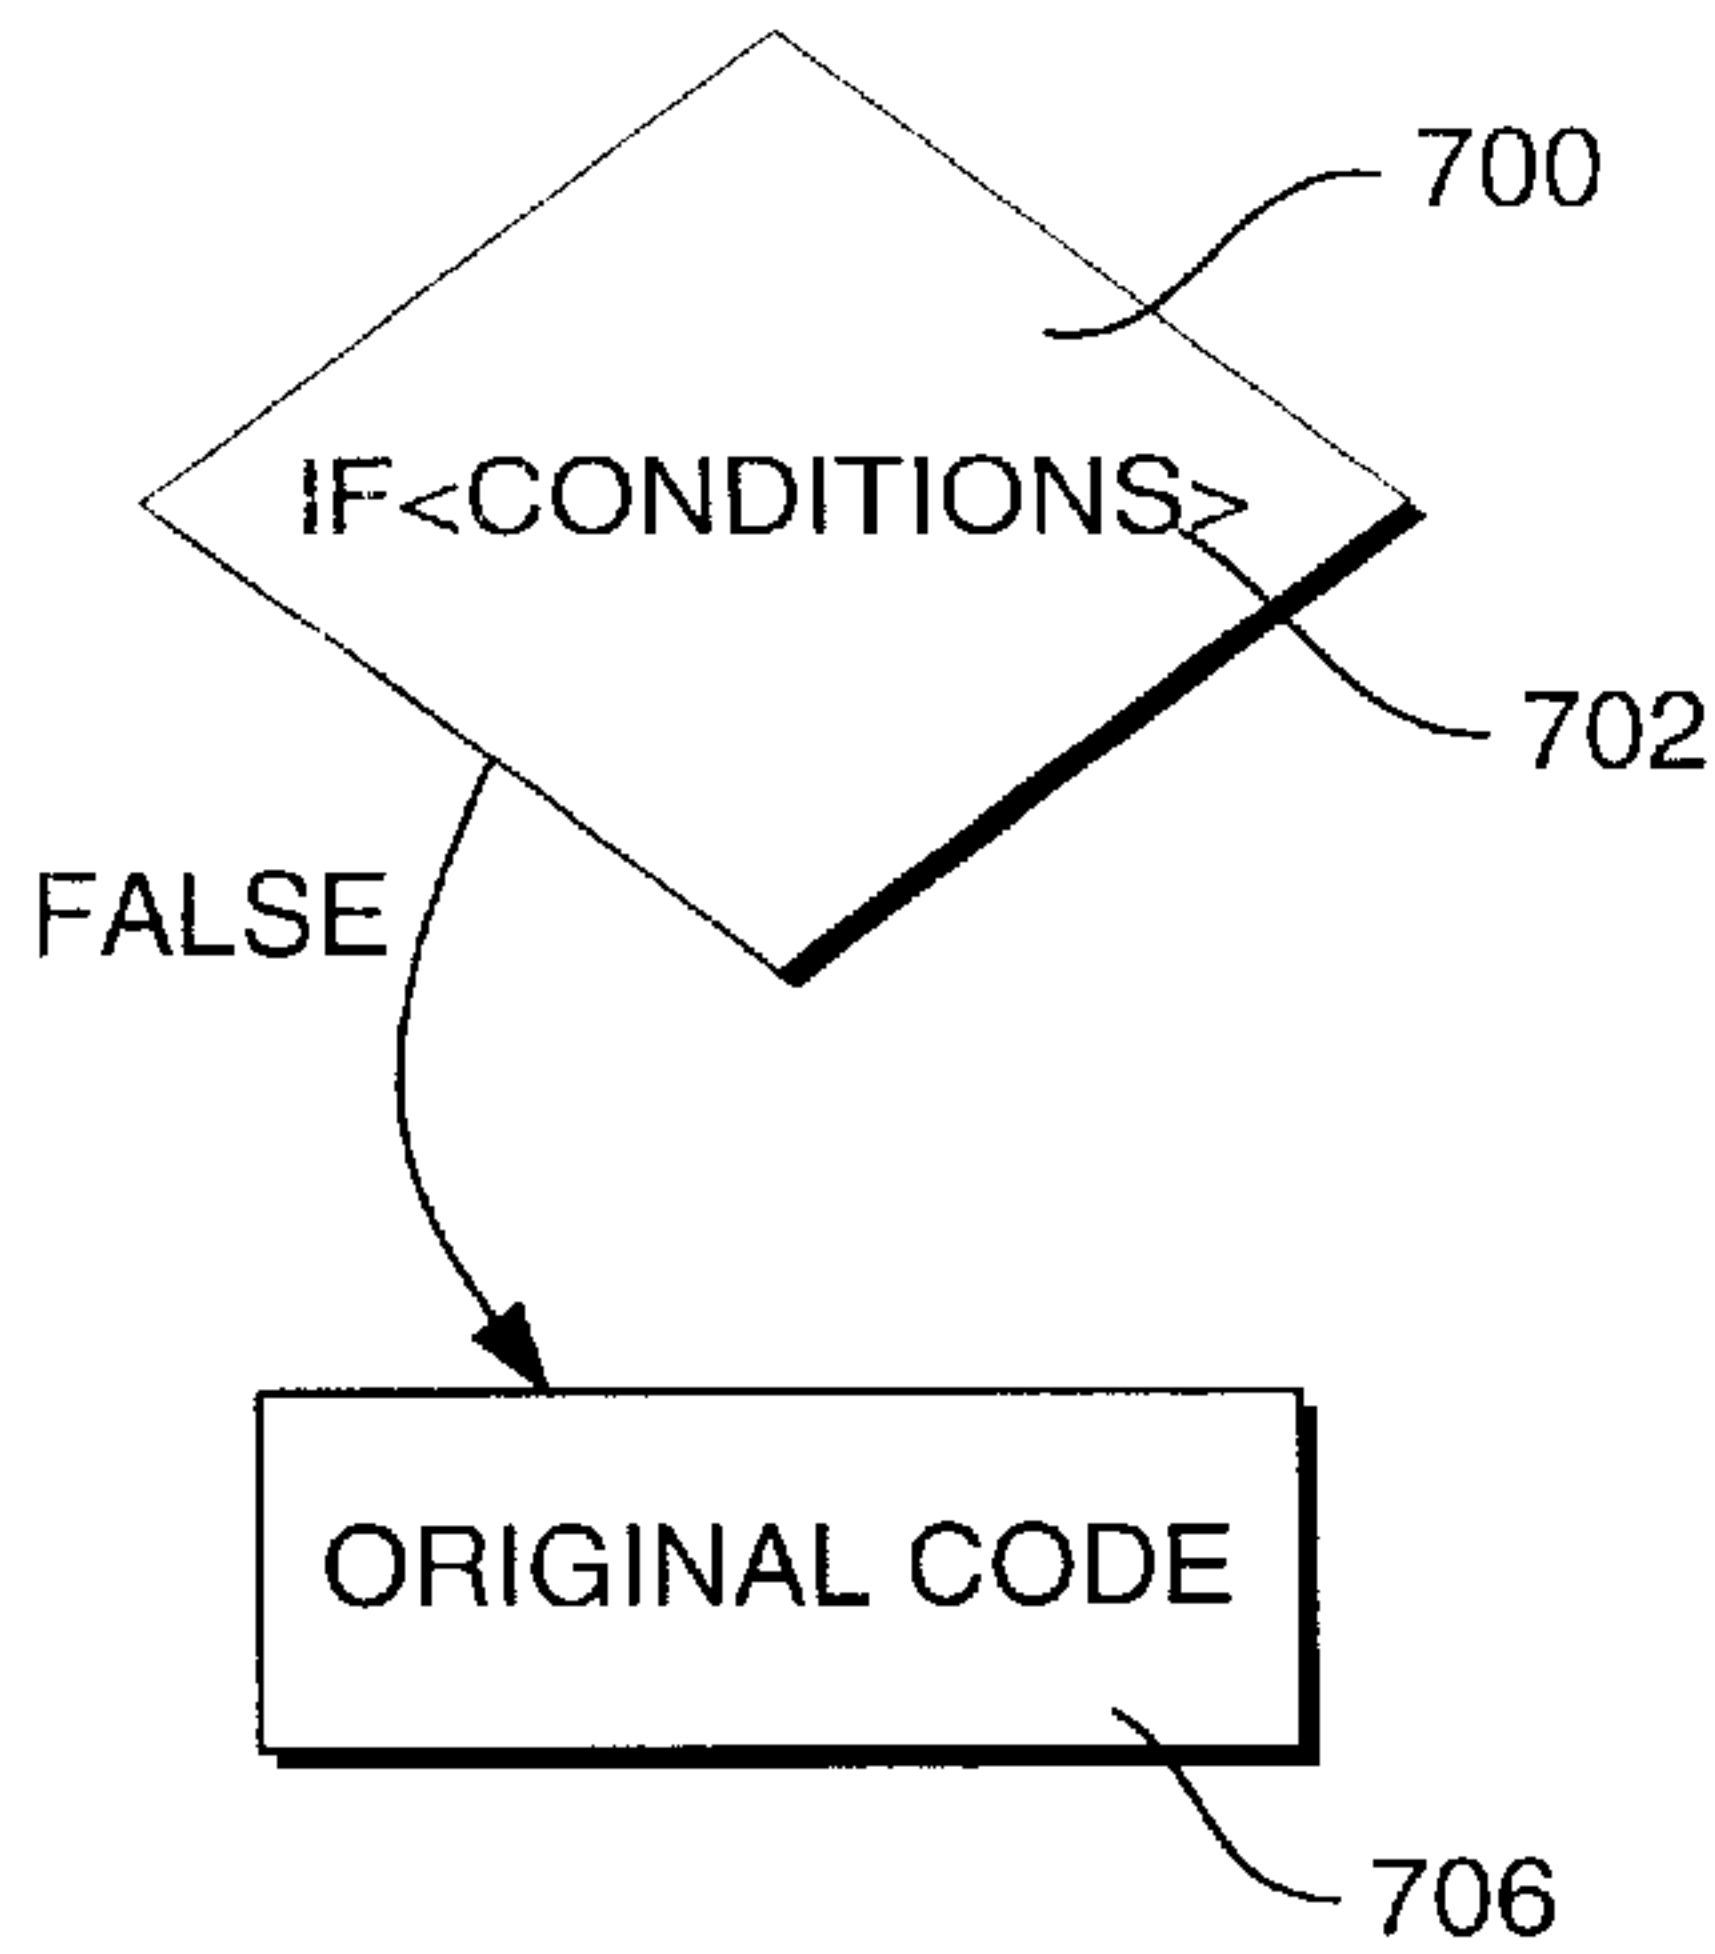 700
IF<CONDITIONS>
702
FALSE
ORIGINAL CODE
706